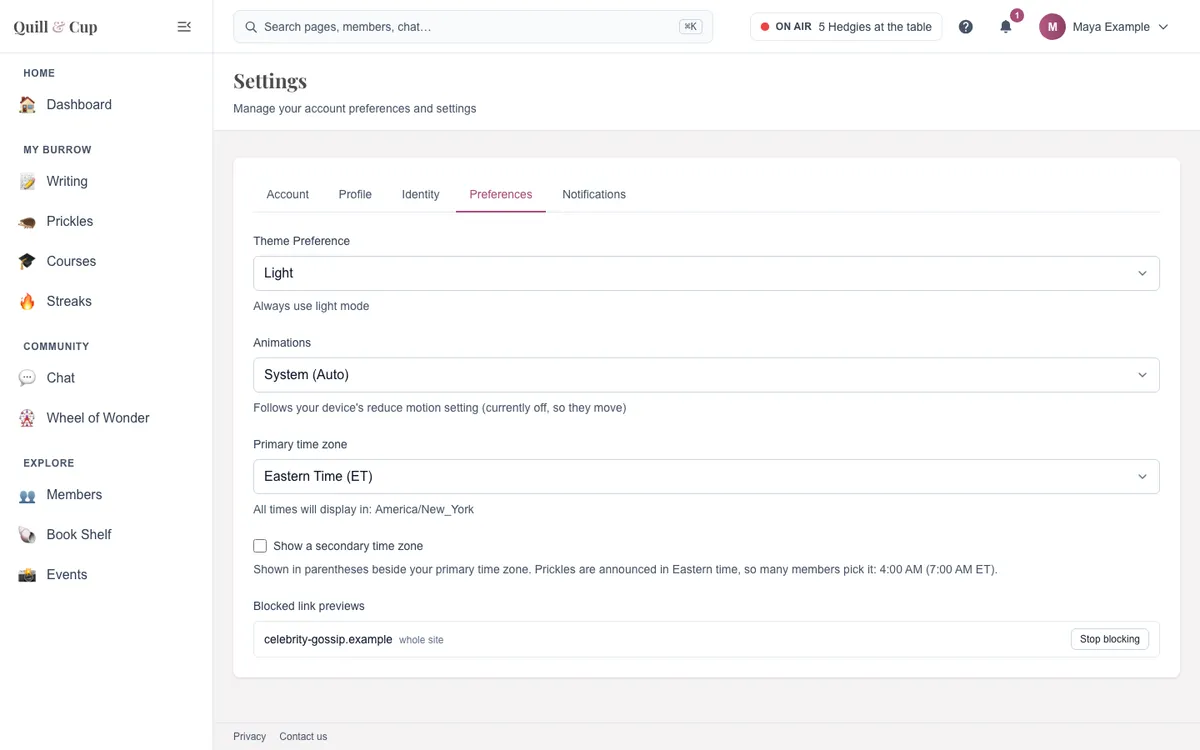 Quill & Cup
Search pages, members, chat…
⌘K
ON AIR 5 Hedgies at the table
1
M
Maya Example
HOME
Dashboard
MY BURROW
Writing
Prickles
Courses
Streaks
COMMUNITY
Chat
Wheel of Wonder
EXPLORE
Members
Book Shelf
Events
Settings
Manage your account preferences and settings
Account Profile Identity Preferences Notifications
Theme Preference
Light
Always use light mode
Animations
System (Auto)
Follows your device's reduce motion setting (currently off, so they move)
Primary time zone
Eastern Time (ET)
All times will display in: America/New_York
Show a secondary time zone
Shown in parentheses beside your primary time zone. Prickles are announced in Eastern time, so many members pick it: 4:00 AM (7:00 AM ET).
Blocked link previews
celebrity-gossip.example whole site
Stop blocking
Privacy Contact us